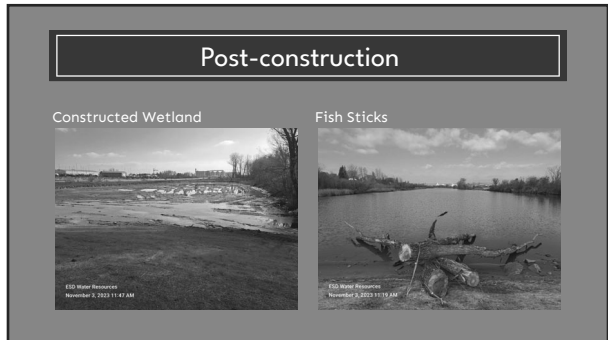 Post-construction
Constructed Wetland
Fish Sticks
ESD Water Resources
November 3, 2023 11:47 AM
ESD Water Resources
November 3, 2023 11:19 AM